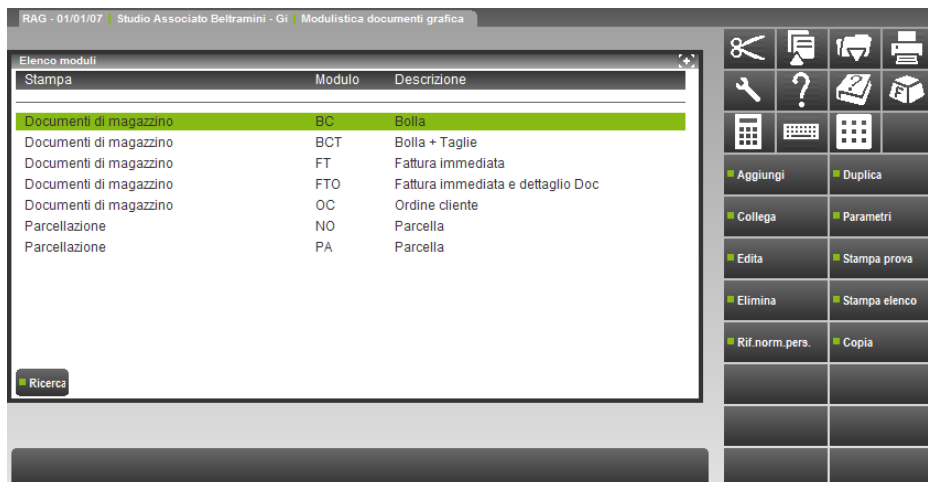 RAG - 01/01/07 Studio Associato Beltramini - Gi Modulistica documenti grafica
Elenco moduli
Stampa Modulo Descrizione
Documenti di magazzino BC Bolla
Documenti di magazzino BCT Bolla + Taglie
Documenti di magazzino FT Fattura immediata
Documenti di magazzino FTO Fattura immediata e dettaglio Doc
Documenti di magazzino OC Ordine cliente
Parcellazione NO Parcella
Parcellazione PA Parcella
Ricerca
? ? F
Aggiungi Duplica
Collega Parametri
Edita Stampa prova
Elimina Stampa elenco
Rif.norm.pers. Copia